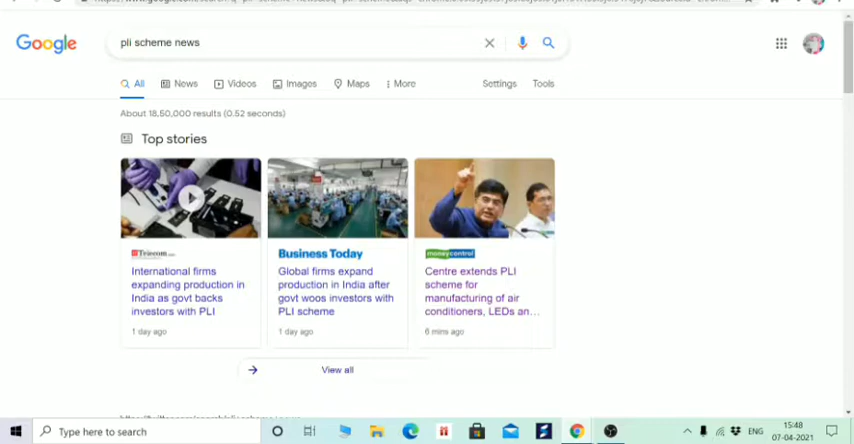 Google
pli scheme news
All News Videos Images Maps More Settings Tools
About 18,50,000 results (0.52 seconds)
Top stories
ETTelecom.com
International firms
expanding production in
India as govt backs
investors with PLI
1 day ago
Business Today
Global firms expand
production in India after
govt woos investors with
PLI scheme
1 day ago
moneycontrol
Centre extends PLI
scheme for
manufacturing of air
conditioners, LEDs an...
6 mins ago
View all
Type here to search
ENG
15:48
07-04-2021